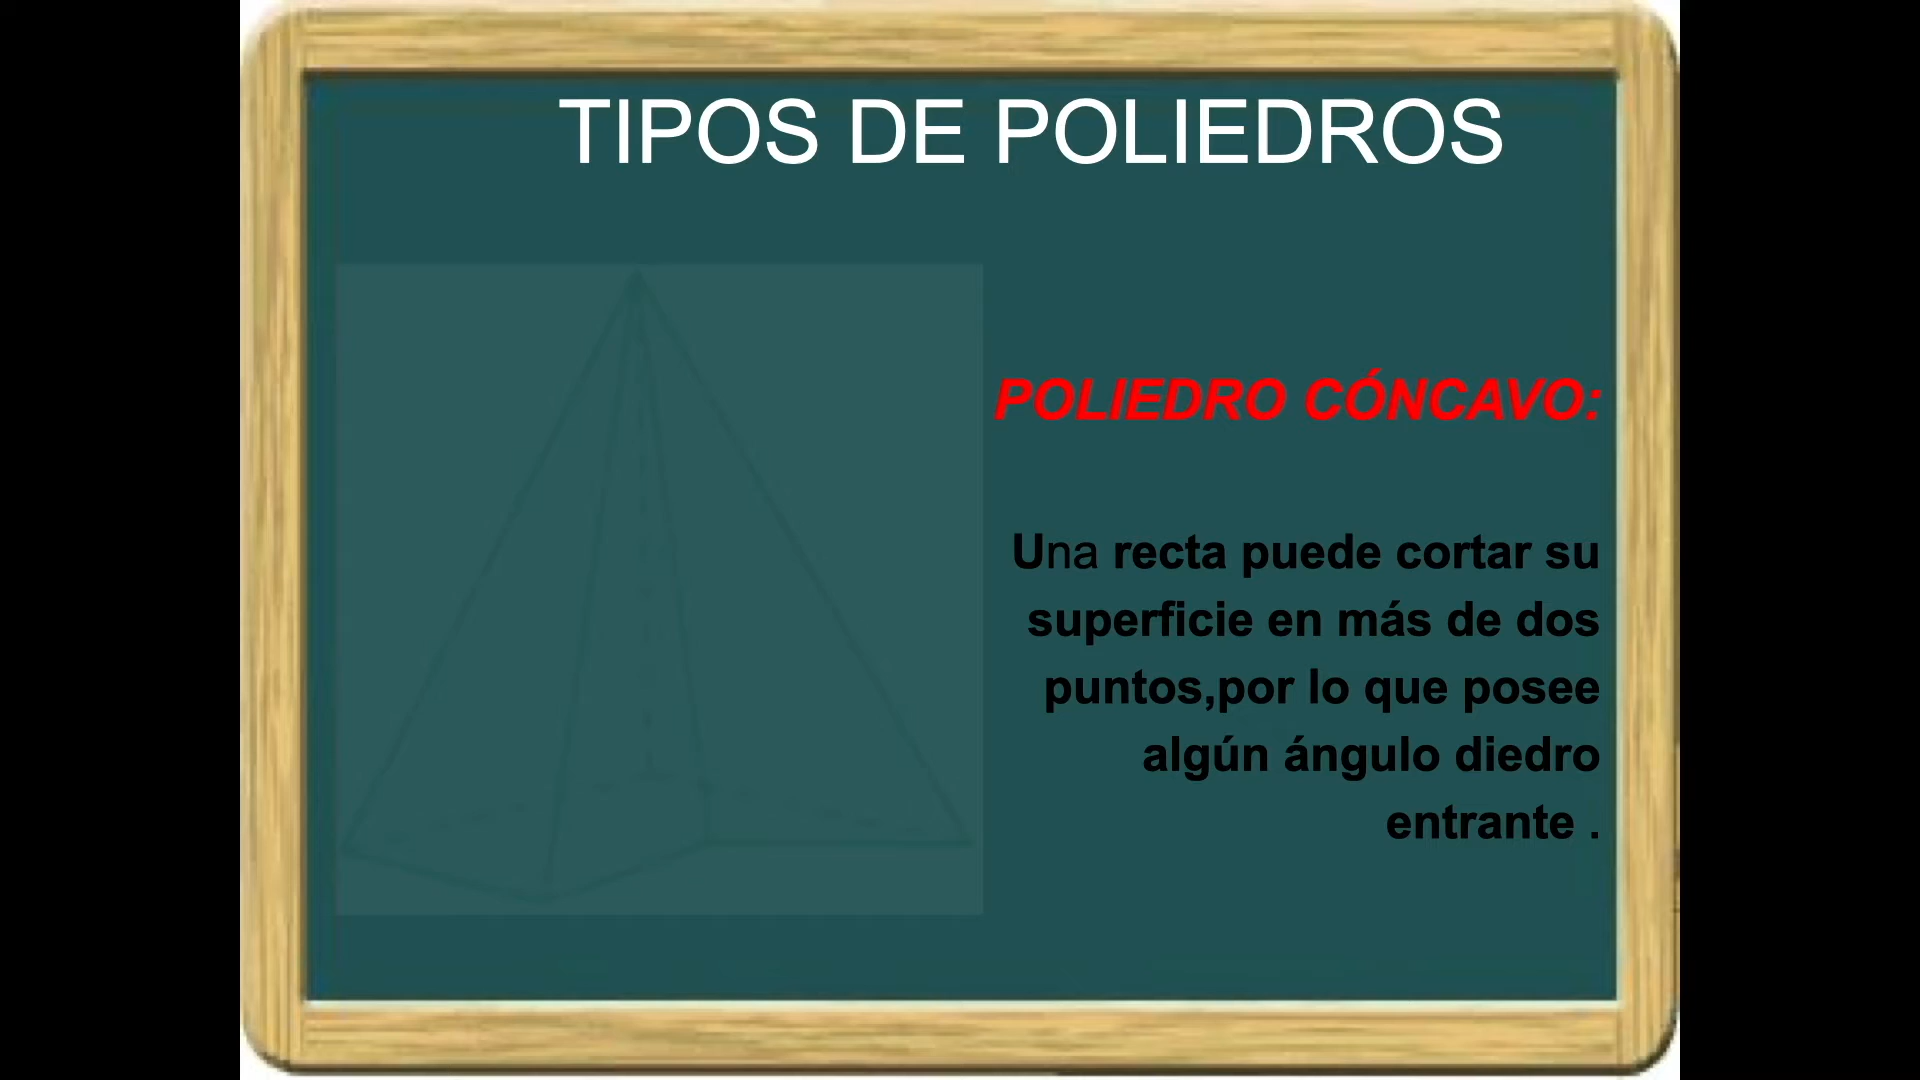 TIPOS DE POLIEDROS
POLIEDRO CÓNCAVO:
Una recta puede cortar su
superficie en más de dos
puntos,por lo que posee
algún ángulo diedro
entrante .